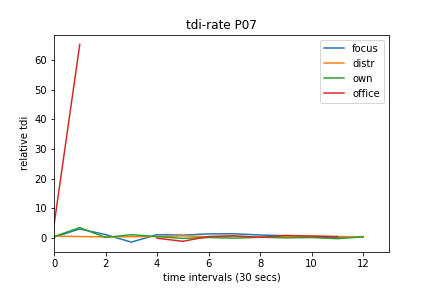 tdi-rate P07
focus
distr
own
office
relative tdi
60
50
40
30
20
10
0
0 2 4 6 8 10 12
time intervals (30 secs)